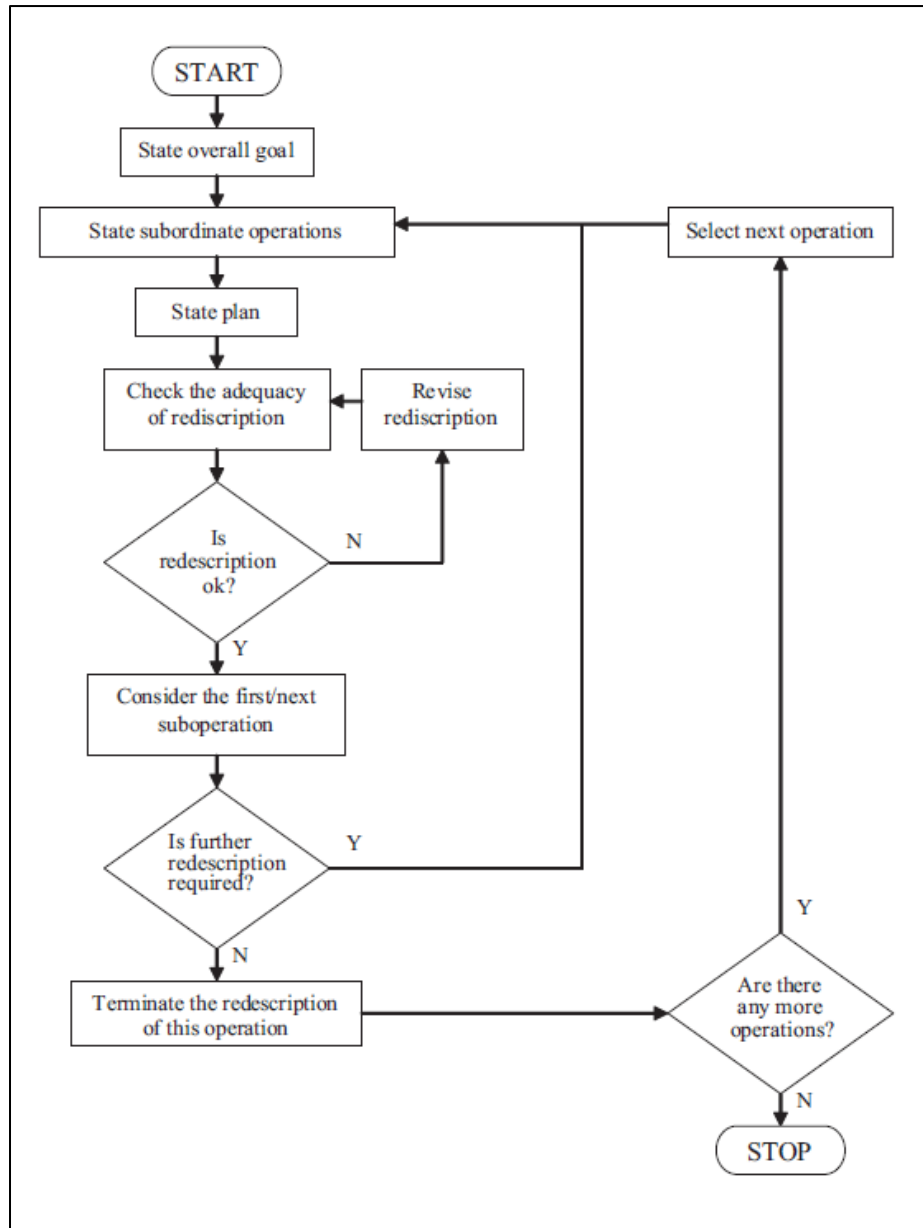 START
State overall goal
State subordinate operations
Select next operation
State plan
Check the adequacy
of rediscription
Revise
rediscription
Is
redescription
ok?
N
Y
Consider the first/next
suboperation
Is further
redescription
required?
Y
N
Terminate the redescription
of this operation
Y
Are there
any more
operations?
N
STOP